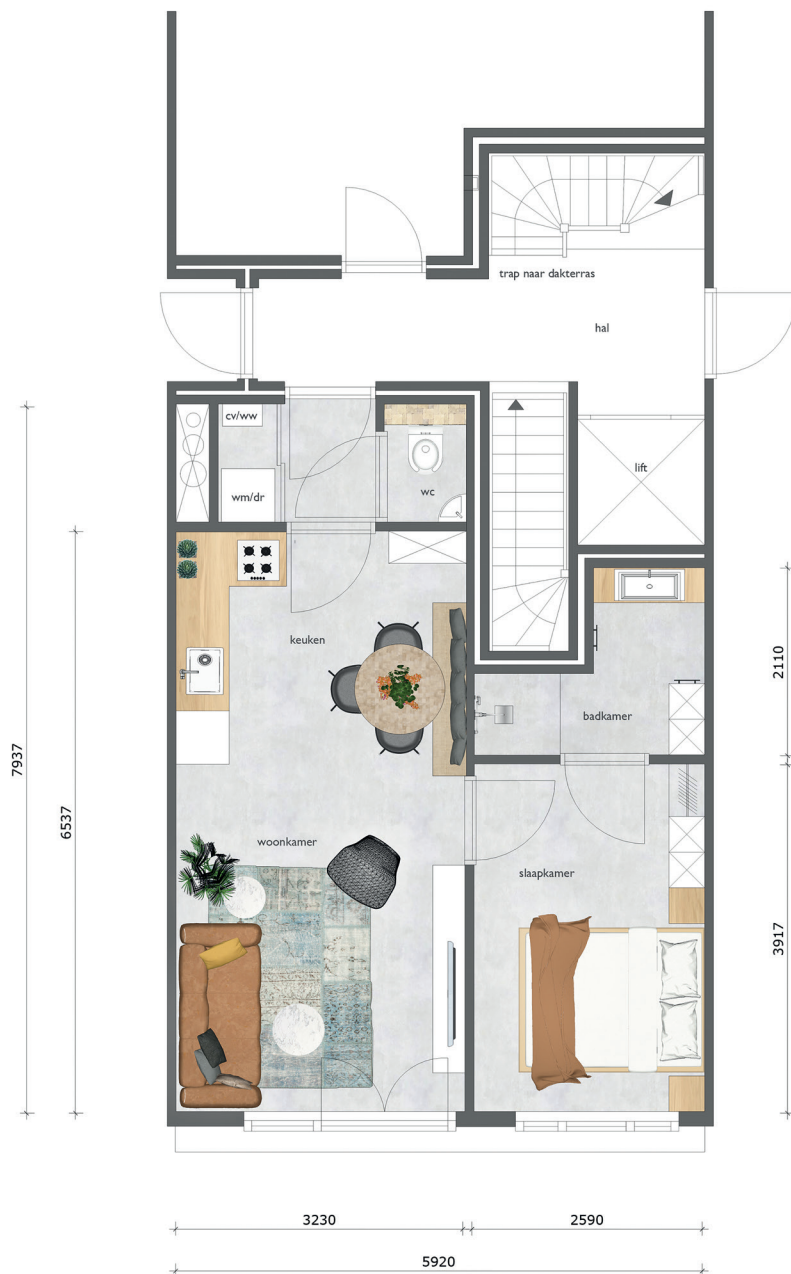 trap naar dakterras
hal
cv/ww
lift
wm/dr
wc
keuken
2110
badkamer
7937
6537
woonkamer
slaapkamer
3917
3230
2590
5920